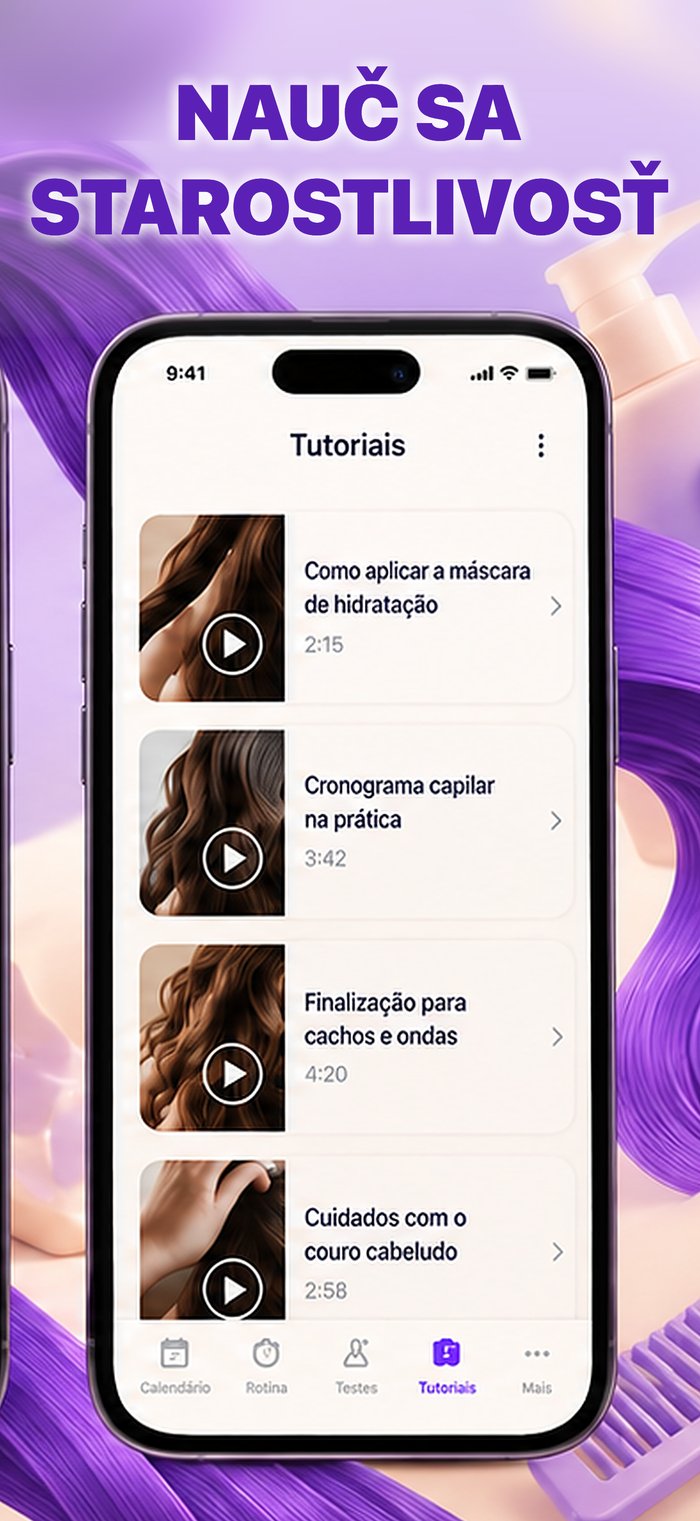 NAUČ SA
STAROSTLIVOSŤ
9:41
Tutoriais
Como aplicar a máscara
de hidratação
2:15
Cronograma capilar
na prática
3:42
Finalização para
cachos e ondas
4:20
Cuidados com o
couro cabeludo
2:58
Calendário
Rotina
Testes
Tutoriais
Mais